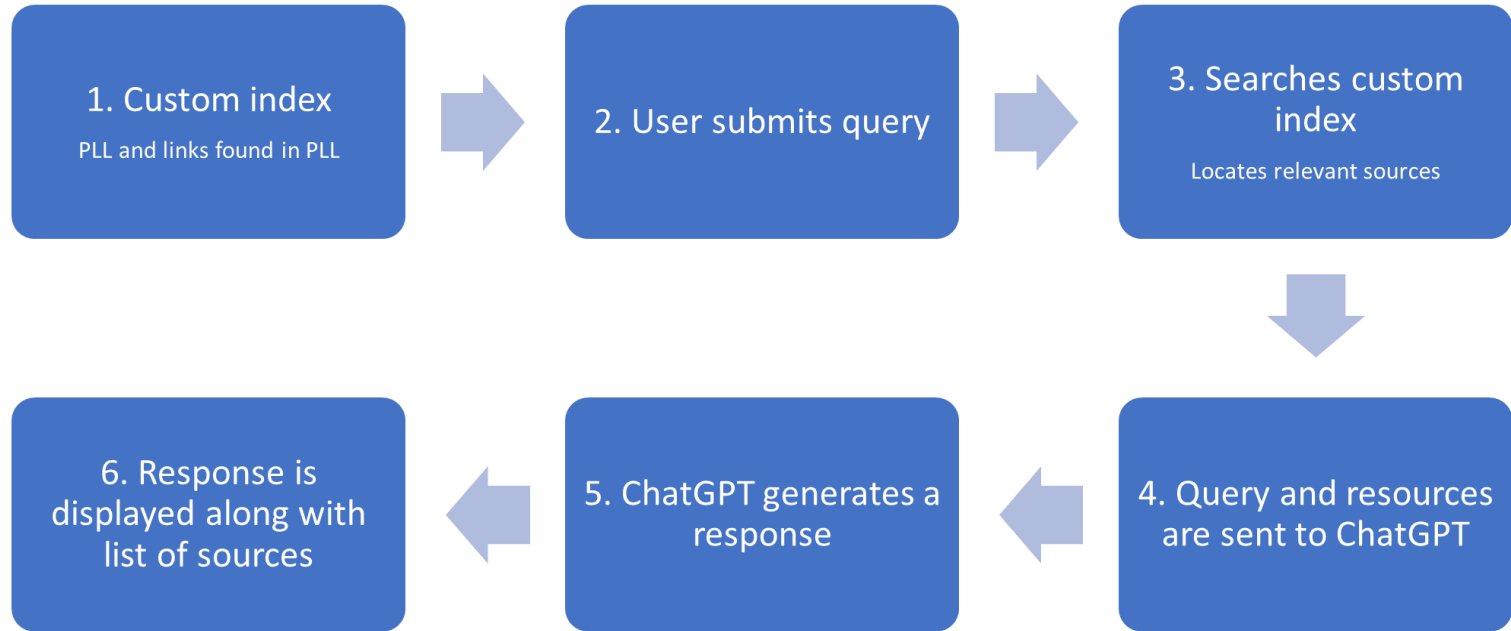 1. Custom index
PLL and links found in PLL
2. User submits query
3. Searches custom
index
Locates relevant sources
4. Query and resources
are sent to ChatGPT
5. ChatGPT generates a
response
6. Response is
displayed along with
list of sources